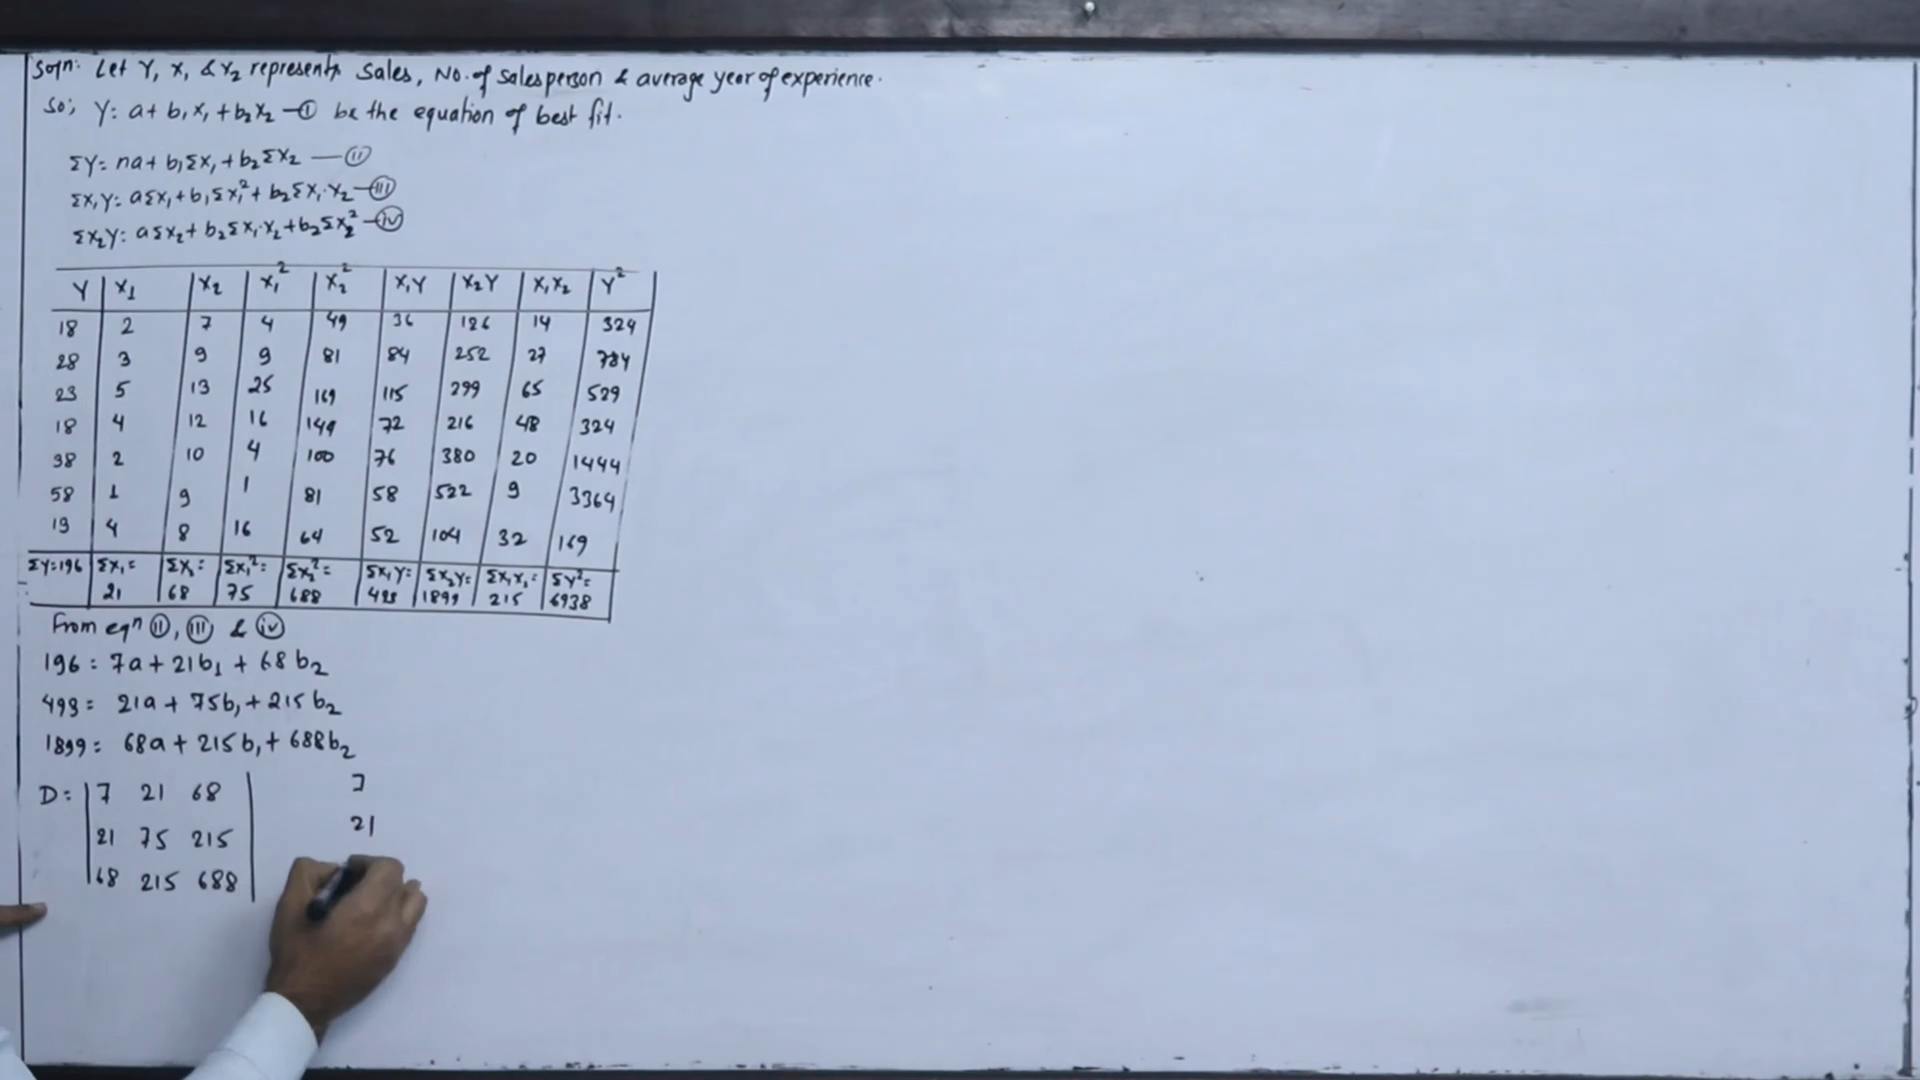 Soln: Let Y, X₁ & X₂ represents Sales, No. of Salesperson & average year of experience.
So; Y: a + b₁X₁ + b₂X₂ —① be the equation of best fit.
ΣY= na + b₁ΣX₁ + b₂ΣX₂ —Ⅱ
ΣX₁Y: aΣX₁ + b₁ΣX₁² + b₂ΣX₁·X₂ —Ⅲ
ΣX₂Y: aΣX₂ + b₂ΣX₁·X₂ + b₂ΣX₂² —ⅳ
Y X₁ X₂ X₁² X₂² X₁Y X₂Y X₁X₂ Y²
18 2 7 4 49 36 126 14 324
28 3 9 9 81 84 252 27 784
23 5 13 25 169 115 299 65 529
18 4 12 16 144 72 216 48 324
38 2 10 4 100 76 380 20 1444
58 1 9 1 81 58 522 9 3364
13 4 8 16 64 52 104 32 169
ΣY=196 ΣX₁= 21 ΣX₂= 68 ΣX₁²= 75 ΣX₂²= 688 ΣX₁Y= 493 ΣX₂Y= 1899 ΣX₁X₂= 215 ΣY²= 6938
From eqⁿ Ⅱ, Ⅲ & ⅳ
196 = 7a + 21b₁ + 68b₂
493 = 21a + 75b₁ + 215b₂
1899 = 68a + 215b₁ + 688b₂
D: | 7 21 68 | 7
| 21 75 215 | 21
| 68 215 688 |